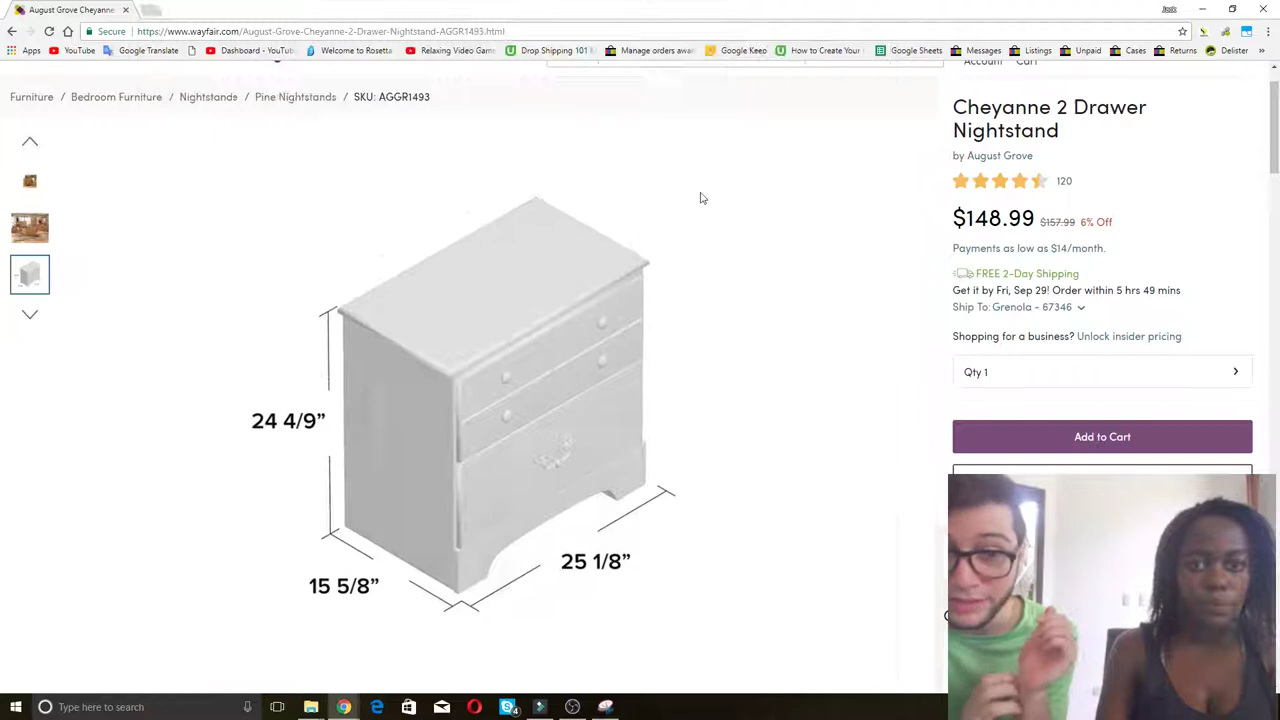 August Grove Cheyanne
Jessic
Secure
https://www.wayfair.com/August-Grove-Cheyanne-2-Drawer-Nightstand-AGGR1493.html
Apps YouTube Google Translate Dashboard - YouTub Welcome to Rosetta Relaxing Video Game Drop Shipping 101 Manage orders awai Google Keep How to Create Your Google Sheets Messages Listings Unpaid Cases Returns Delister
Account Cart
Furniture / Bedroom Furniture / Nightstands / Pine Nightstands / SKU: AGGR1493
Cheyanne 2 Drawer
Nightstand
by August Grove
120
$148.99 $157.99 6% Off
Payments as low as $14/month.
FREE 2-Day Shipping
Get it by Fri, Sep 29! Order within 5 hrs 49 mins
Ship To: Grenola - 67346
Shopping for a business? Unlock insider pricing
Qty 1
Add to Cart
24 4/9"
15 5/8"
25 1/8"
Type here to search
4